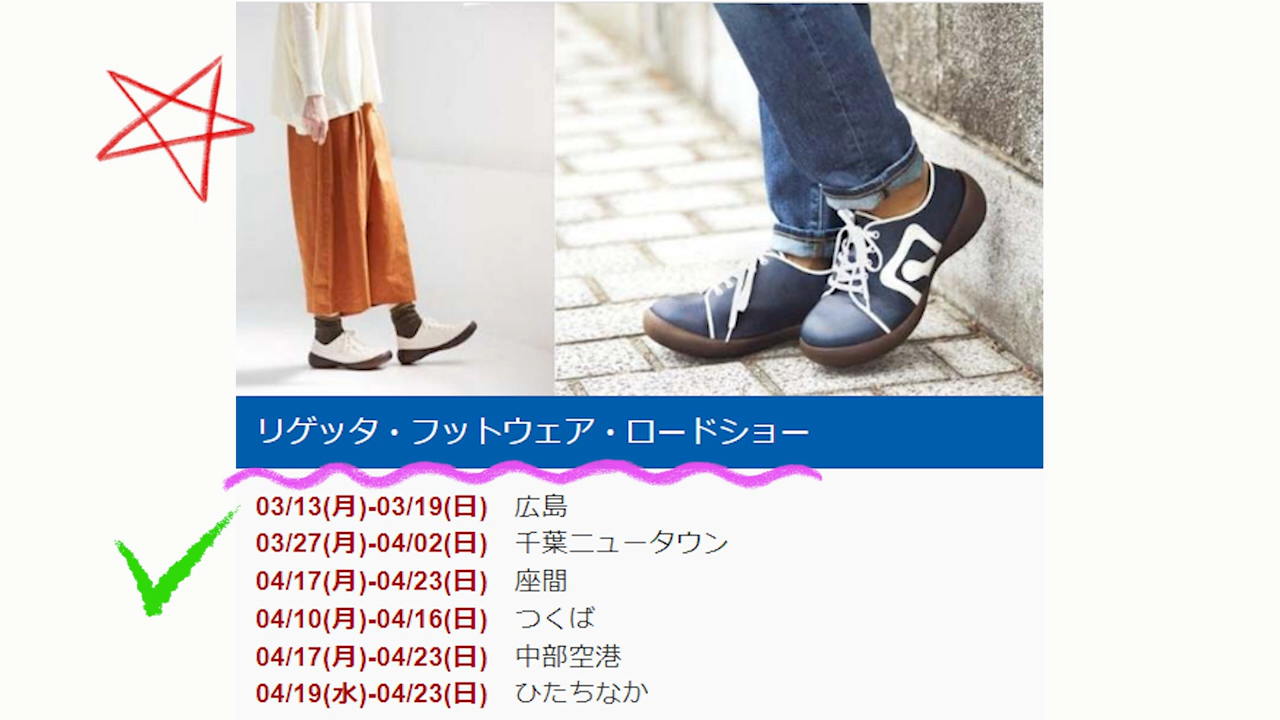 リゲッタ・フットウェア・ロードショー
03/13(月)-03/19(日) 広島
03/27(月)-04/02(日) 千葉ニュータウン
04/17(月)-04/23(日) 座間
04/10(月)-04/16(日) つくば
04/17(月)-04/23(日) 中部空港
04/19(水)-04/23(日) ひたちなか